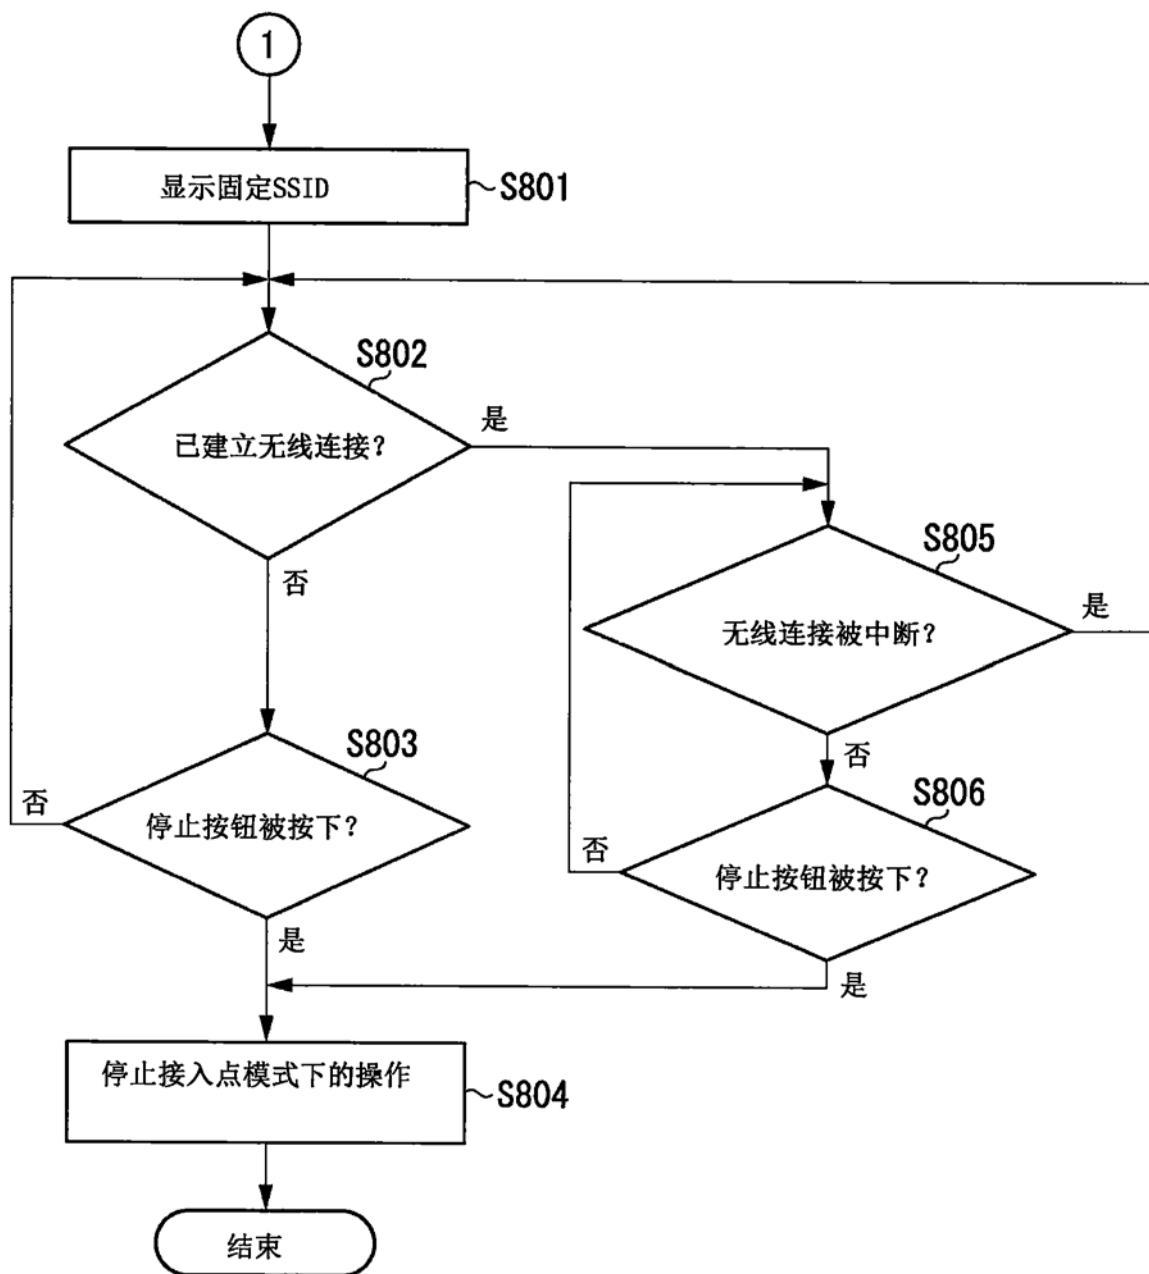 1
显示固定SSID
S801
S802
已建立无线连接?
是
否
S805
无线连接被中断?
是
否
S803
停止按钮被按下?
否
是
S806
停止按钮被按下?
否
是
停止接入点模式下的操作
S804
结束